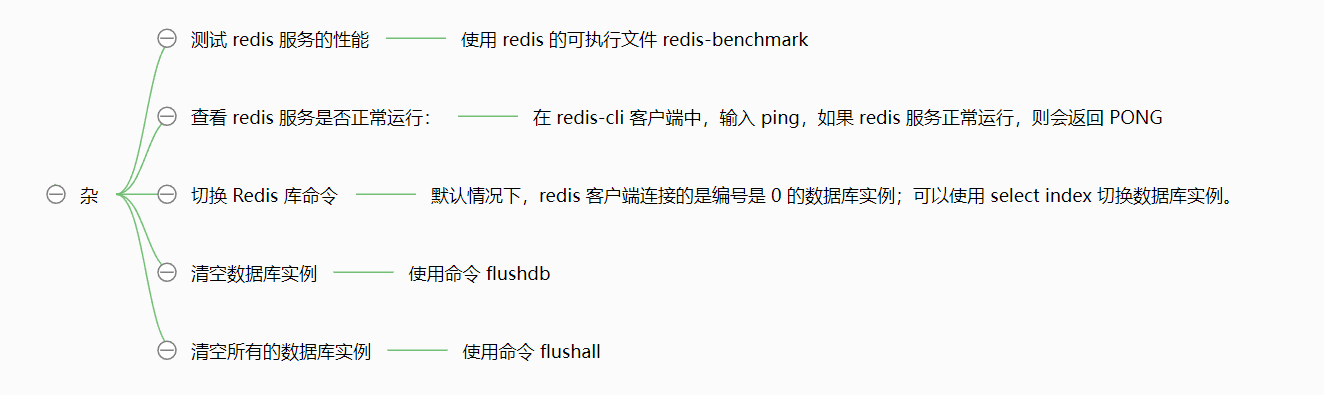 测试 redis 服务的性能 使用 redis 的可执行文件 redis-benchmark
查看 redis 服务是否正常运行： 在 redis-cli 客户端中，输入 ping，如果 redis 服务正常运行，则会返回 PONG
杂 切换 Redis 库命令 默认情况下，redis 客户端连接的是编号是 0 的数据库实例；可以使用 select index 切换数据库实例。
清空数据库实例 使用命令 flushdb
清空所有的数据库实例 使用命令 flushall